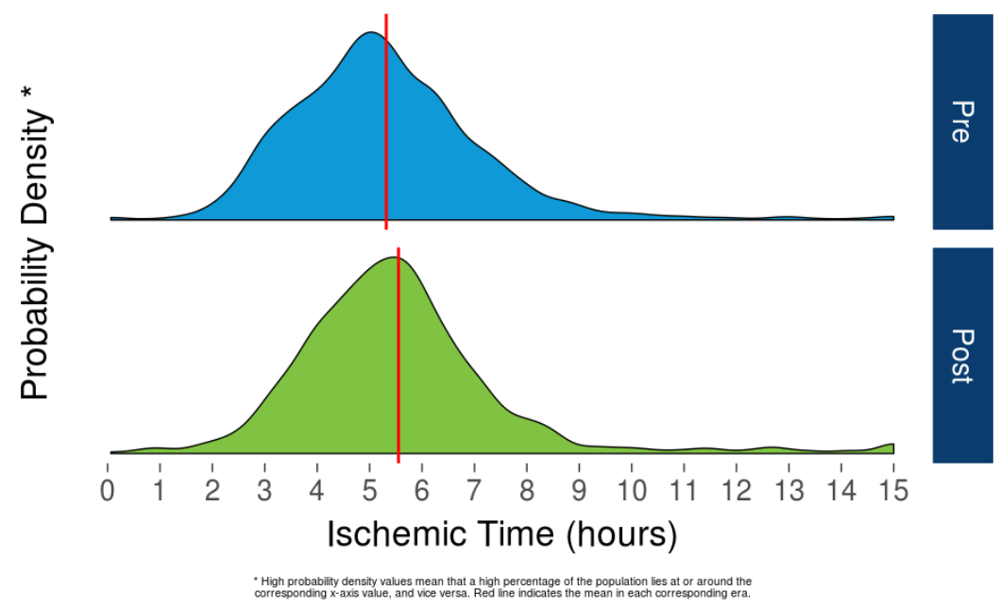 Probability Density *
Pre
Post
0 1 2 3 4 5 6 7 8 9 10 11 12 13 14 15
Ischemic Time (hours)
* High probability density values mean that a high percentage of the population lies at or around the
corresponding x-axis value, and vice versa. Red line indicates the mean in each corresponding era.